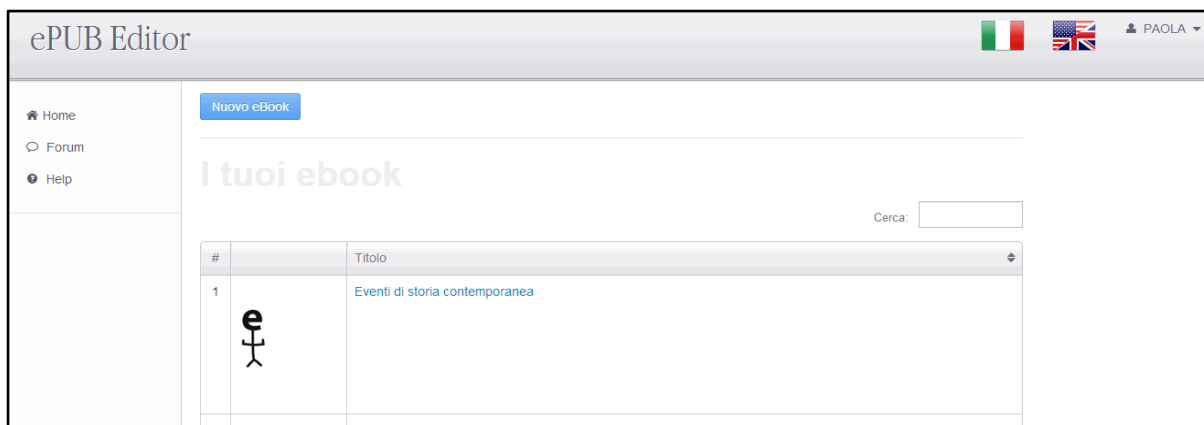 ePUB Editor
PAOLA
Home
Forum
Help
Nuovo eBook
I tuoi ebook
Cerca:
# Titolo
1 Eventi di storia contemporanea
e